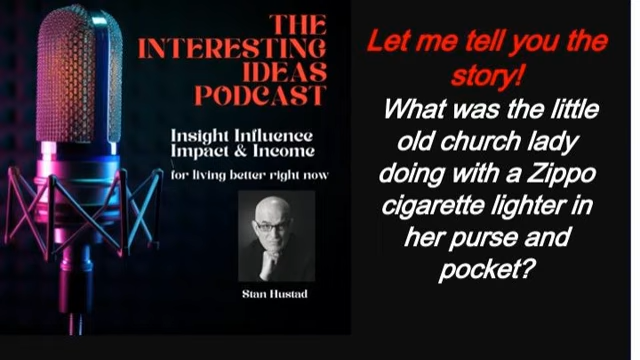 THE
INTERESTING
IDEAS
PODCAST
Insight Influence
Impact & Income
for living better right now
Stan Hustad
Let me tell you the
story!
What was the little
old church lady
doing with a Zippo
cigarette lighter in
her purse and
pocket?